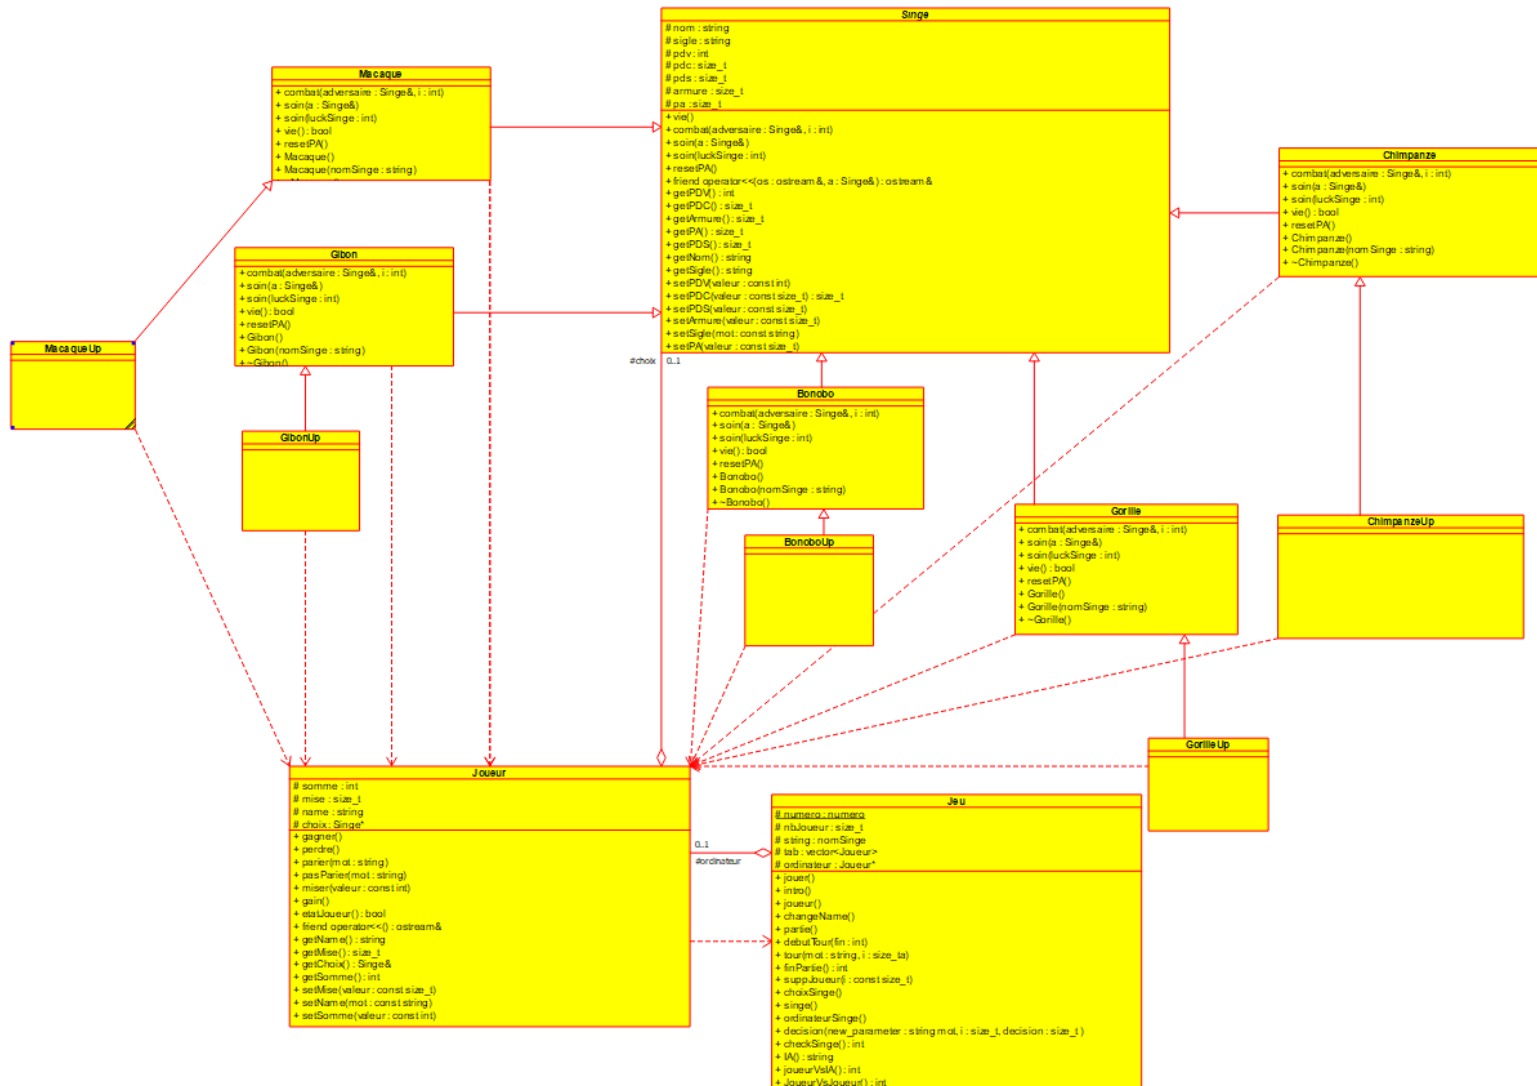 Singe
# nom : string
# sigle : string
# pdv : int
# pdc : size_t
# pds : size_t
# armure : size_t
# pa : size_t
+ vie()
+ combat(adversaire : Singe&, i : int)
+ soin(a : Singe&)
+ soin(luckSinge : int)
+ resetPA()
+ friend operator<<(os : ostream&, a : Singe&) : ostream&
+ getPDV() : int
+ getPDC() : size_t
+ getArmure() : size_t
+ getPA() : size_t
+ getPDS() : size_t
+ getNom() : string
+ getSigle() : string
+ setPDV(valeur : const int)
+ setPDC(valeur : const size_t) : size_t
+ setPDS(valeur : const size_t)
+ setArmure(valeur : const size_t)
+ setSigle(mot : const string)
+ setPA(valeur : const size_t)
Macaque
+ combat(adversaire : Singe&, i : int)
+ soin(a : Singe&)
+ soin(luckSinge : int)
+ vie() : bool
+ resetPA()
+ Macaque()
+ Macaque(nomSinge : string)
Chimpanze
+ combat(adversaire : Singe&, i : int)
+ soin(a : Singe&)
+ soin(luckSinge : int)
+ vie() : bool
+ resetPA()
+ Chimpanze()
+ Chimpanze(nomSinge : string)
+ ~Chimpanze()
Gibon
+ combat(adversaire : Singe&, i : int)
+ soin(a : Singe&)
+ soin(luckSinge : int)
+ vie() : bool
+ resetPA()
+ Gibon()
+ Gibon(nomSinge : string)
+ ~Gibon()
MacaqueUp
#choix
0..1
Bonobo
+ combat(adversaire : Singe&, i : int)
+ soin(a : Singe&)
+ soin(luckSinge : int)
+ vie() : bool
+ resetPA()
+ Bonobo()
+ Bonobo(nomSinge : string)
+ ~Bonobo()
GibonUp
BonoboUp
Gorille
+ combat(adversaire : Singe&, i : int)
+ soin(a : Singe&)
+ soin(luckSinge : int)
+ vie() : bool
+ resetPA()
+ Gorille()
+ Gorille(nomSinge : string)
+ ~Gorille()
ChimpanzeUp
GorilleUp
Joueur
# somme : int
# mise : size_t
# name : string
# choix : Singe*
+ gagner()
+ perdre()
+ parier(mot : string)
+ pasParier(mot : string)
+ miser(valeur : const int)
+ gain()
+ etatJoueur() : bool
+ friend operator<<() : ostream&
+ getName() : string
+ getMise() : size_t
+ getChoix() : Singe&
+ getSomme() : int
+ setMise(valeur : const size_t)
+ setName(mot : const string)
+ setSomme(valeur : const int)
0..1
#ordinateur
Jeu
# numero : numero
# nbJoueur : size_t
# string : nomSinge
# tab : vector<Joueur>
# ordinateur : Joueur*
+ jouer()
+ intro()
+ joueur()
+ changeName()
+ partie()
+ debutTour(fin : int)
+ tour(mot : string, i : size_ta)
+ finPartie() : int
+ suppJoueur(i : const size_t)
+ choixSinge()
+ singe()
+ ordinateurSinge()
+ decision(new_parameter : string mot, i : size_t, decision : size_t )
+ checkSinge() : int
+ IA() : string
+ joueurVsIA() : int
+ JoueurVsJoueur() : int